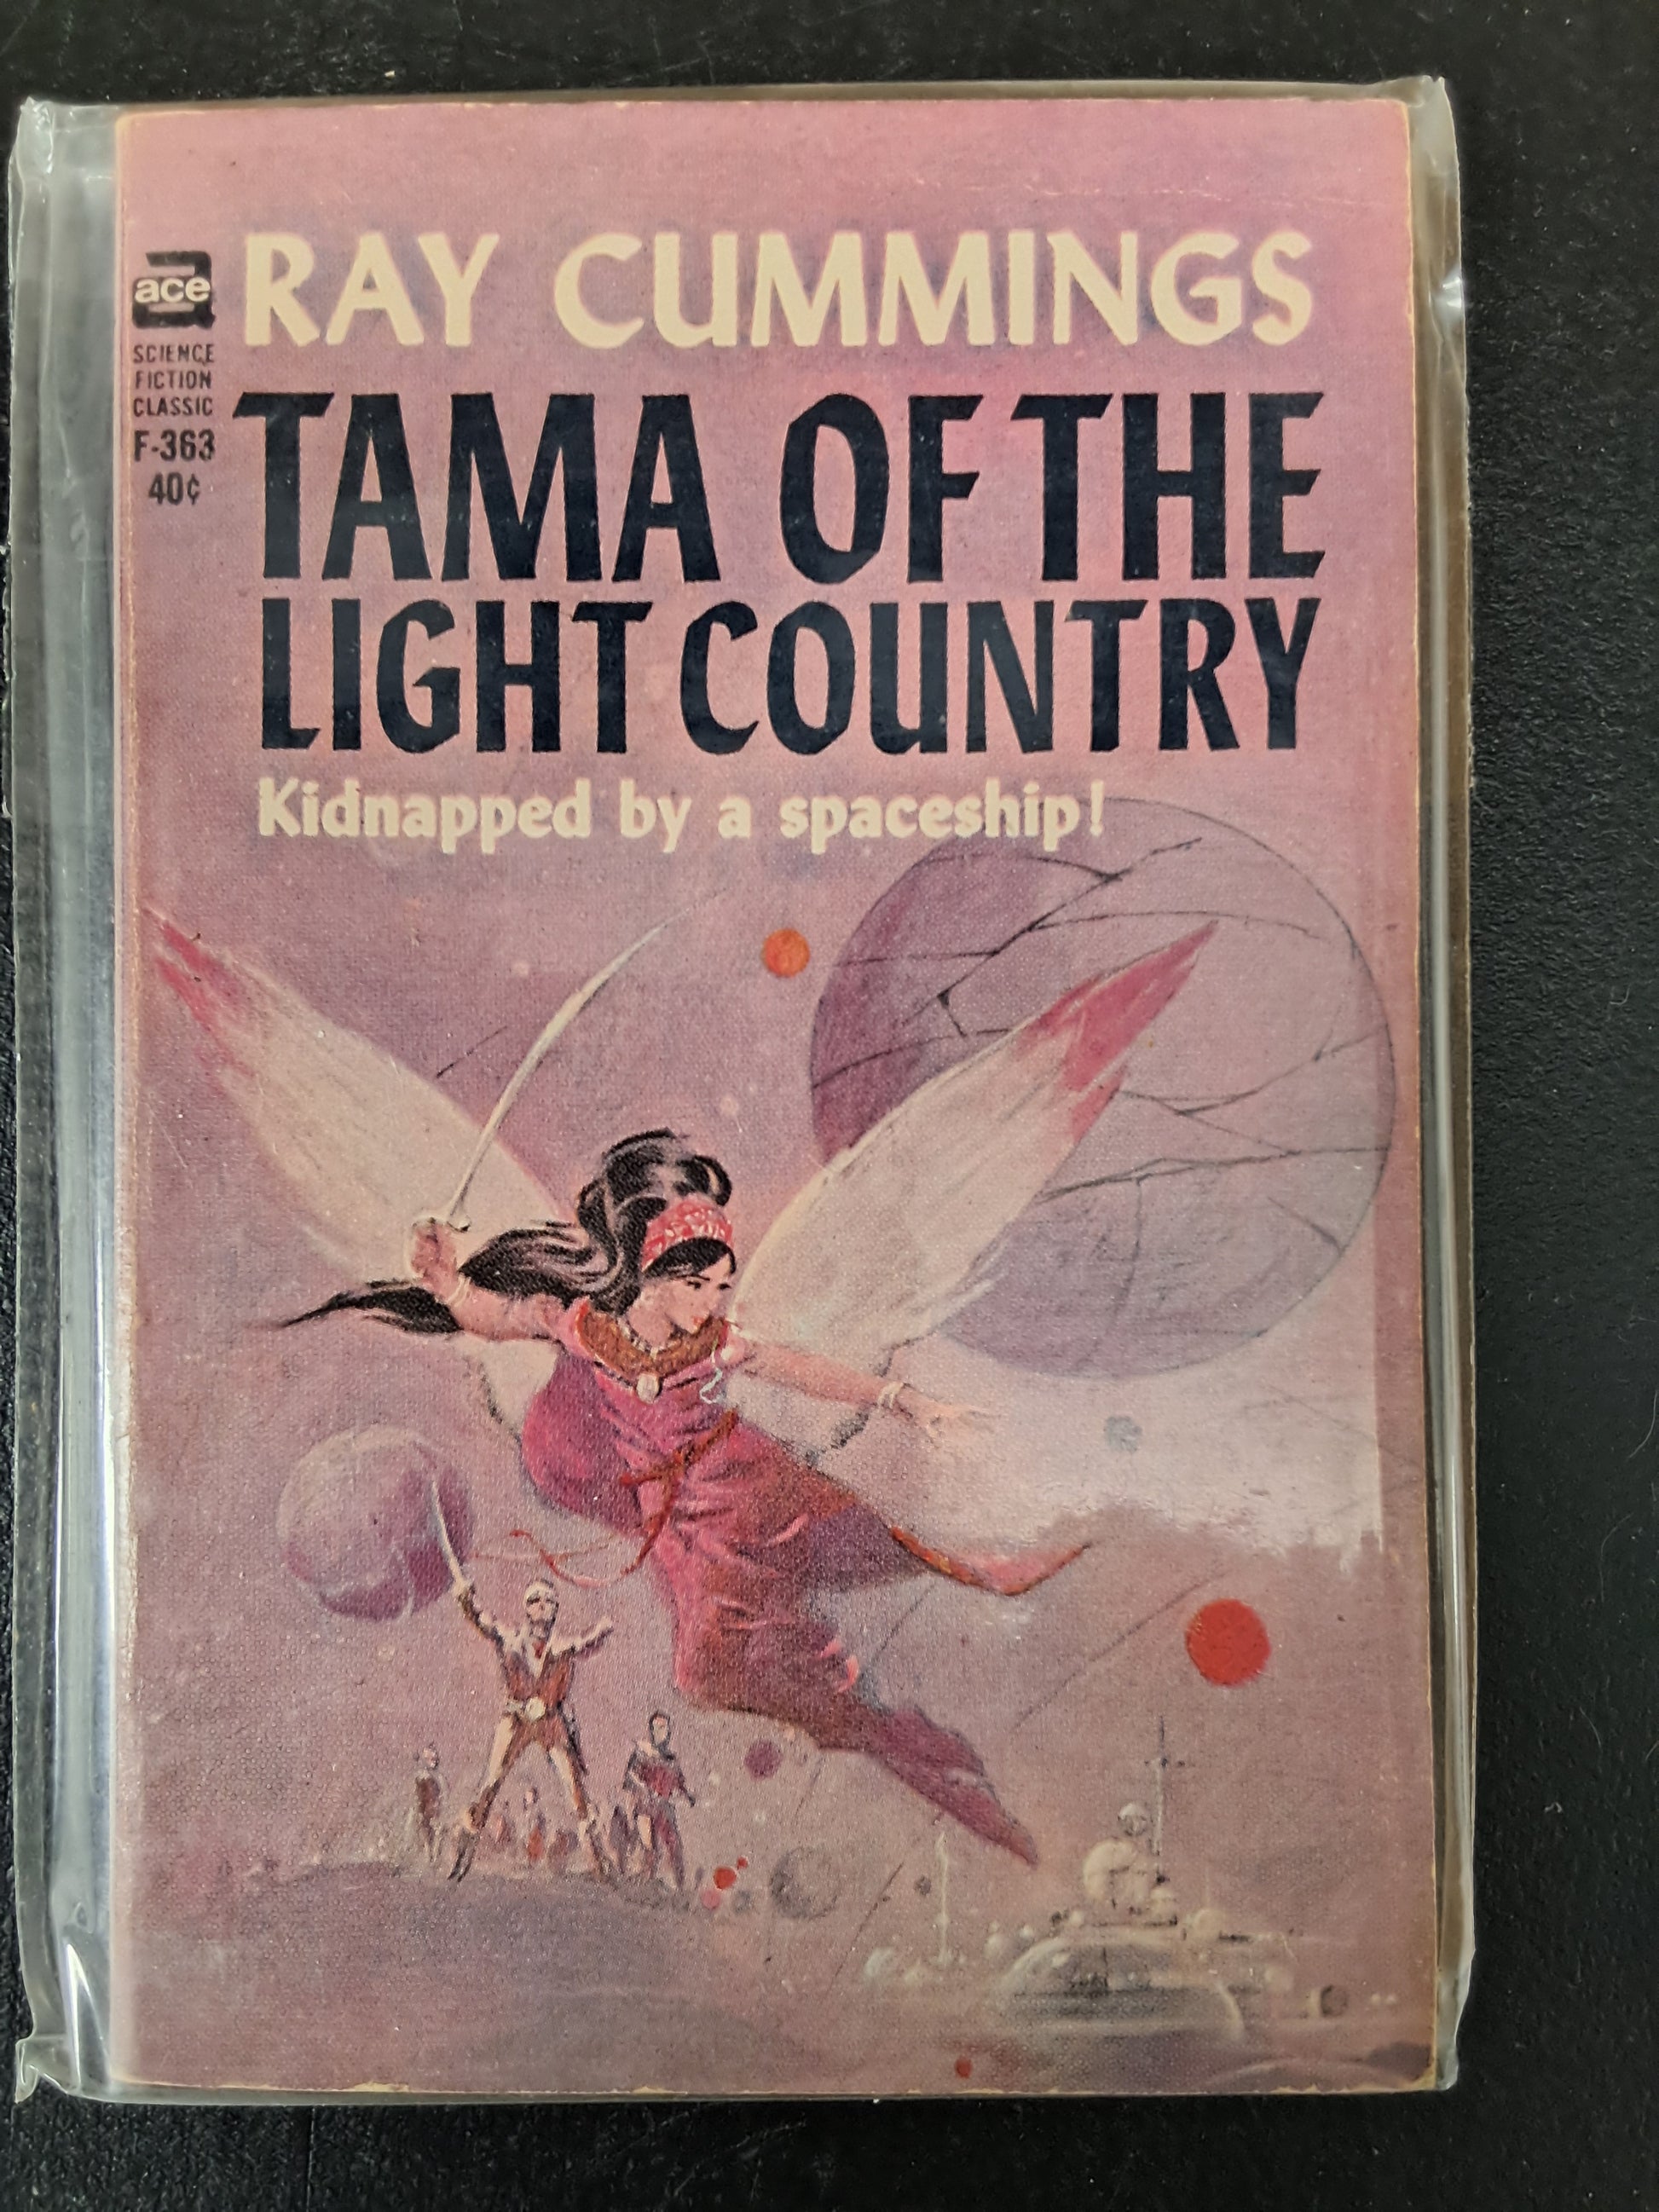 RAY CUMMINGS
ace
SCIENCE
FICTION
CLASSIC
F-363
40¢
TAMA OF THE
LIGHT COUNTRY
Kidnapped by a spaceship!